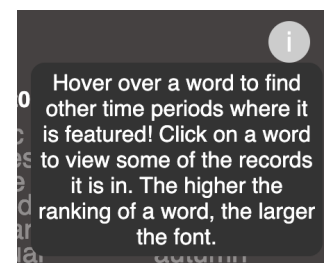 i
Hover over a word to find
other time periods where it
is featured! Click on a word
to view some of the records
it is in. The higher the
ranking of a word, the larger
the font.
autumn